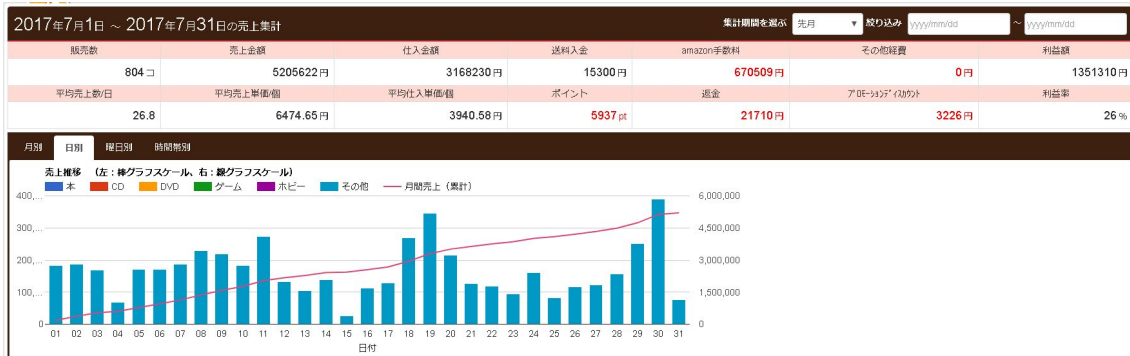 2017年7月1日 ~ 2017年7月31日の売上集計 集計期間を選ぶ 先月 ▼ 絞り込み yyyy/mm/dd ~ yyyy/mm/dd
販売数 売上金額 仕入金額 送料入金 amazon手数料 その他経費 利益額
804コ 5205622円 3168230円 15300円 670509円 0円 1351310円
平均売上数/日 平均売上単価/個 平均仕入単価/個 ポイント 返金 プロモーションディスカウント 利益率
26.8 6474.65円 3940.58円 5937 pt 21710円 3226円 26 %
月別 日別 曜日別 時間帯別
売上推移 (左:棒グラフスケール、右:線グラフスケール)
本 CD DVD ゲーム ホビー その他 月間売上(累計)
400,... 6,000,000
300,... 4,500,000
200,... 3,000,000
100,... 1,500,000
0 0
01 02 03 04 05 06 07 08 09 10 11 12 13 14 15 16 17 18 19 20 21 22 23 24 25 26 27 28 29 30 31
日付